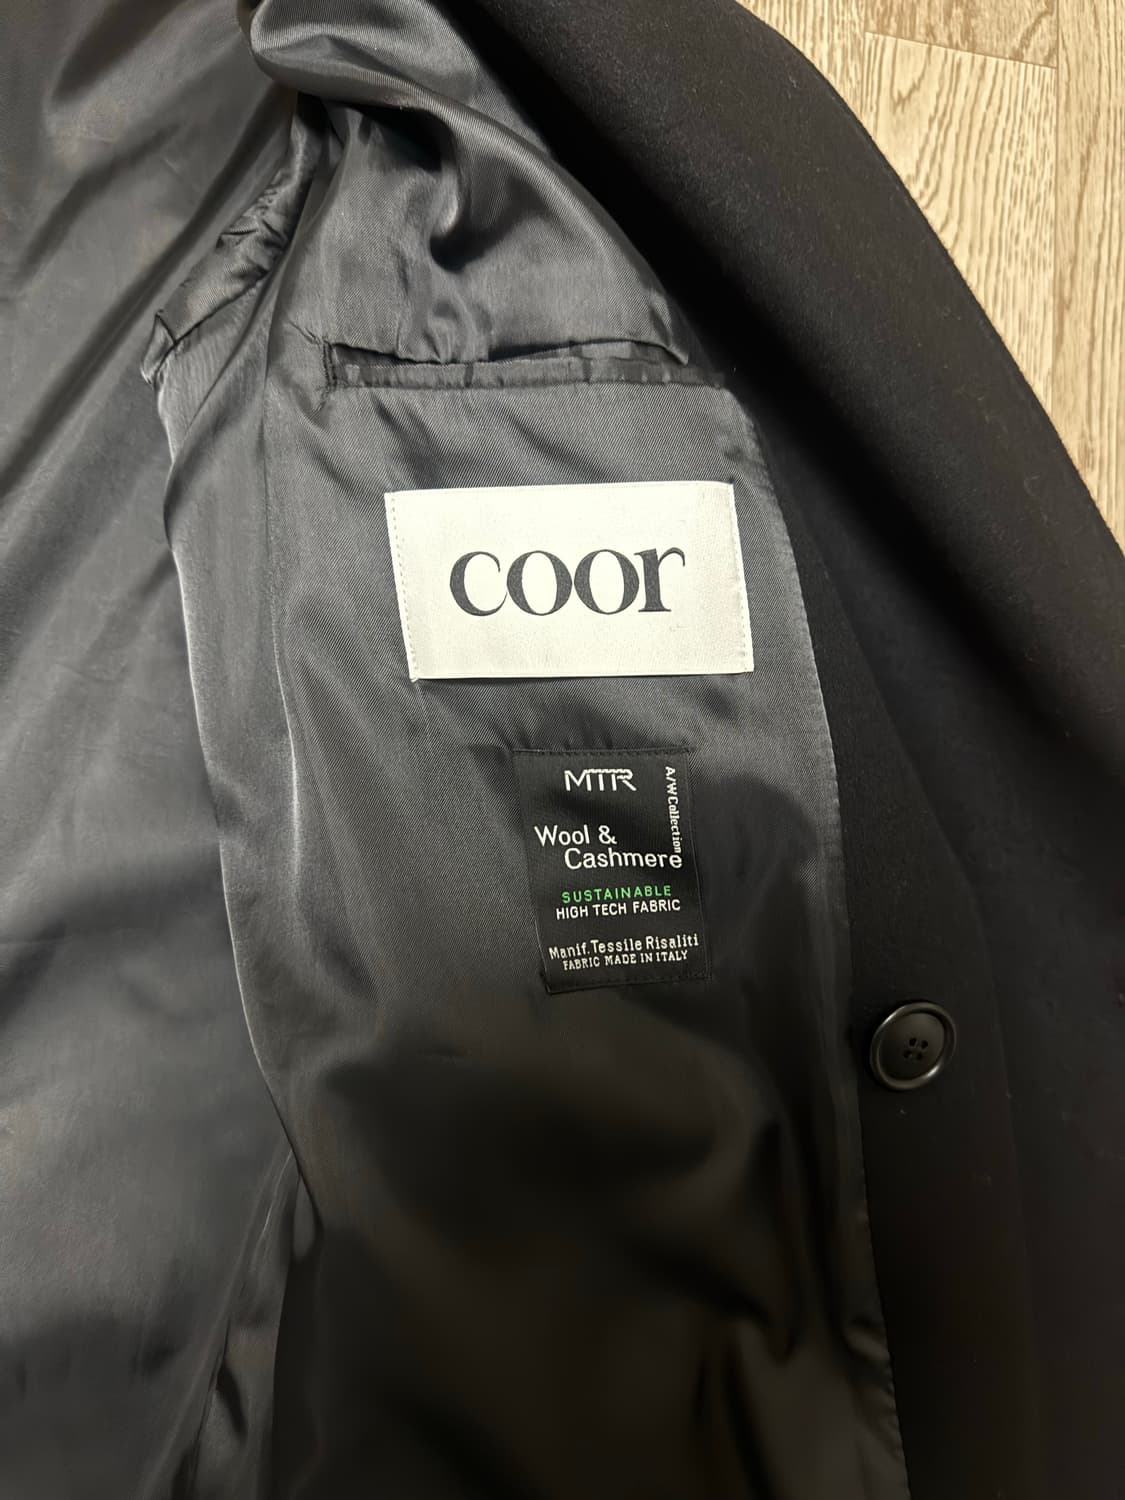 coor
MTR
A/W Collection
Wool &
Cashmere
SUSTAINABLE
HIGH TECH FABRIC
Manif. Tessile Risaliti
FABRIC MADE IN ITALY